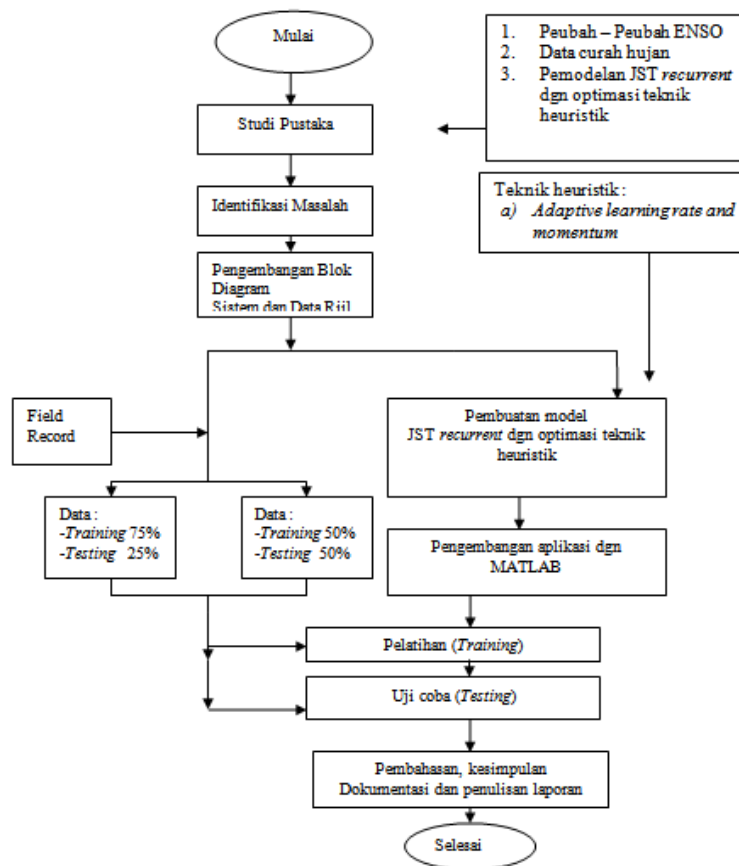 Mulai
1. Peubah – Peubah ENSO
2. Data curah hujan
3. Pemodelan JST recurrent
dgn optimasi teknik
heuristik
Studi Pustaka
Teknik heuristik :
a) Adaptive learning rate and
momentum
Identifikasi Masalah
Pengembangan Blok
Diagram
Sistem dan Data Riil
Field
Record
Pembuatan model
JST recurrent dgn optimasi teknik
heuristik
Data :
-Training 75%
-Testing 25%
Data :
-Training 50%
-Testing 50%
Pengembangan aplikasi dgn
MATLAB
Pelatihan (Training)
Uji coba (Testing)
Pembahasan, kesimpulan
Dokumentasi dan penulisan laporan
Selesai